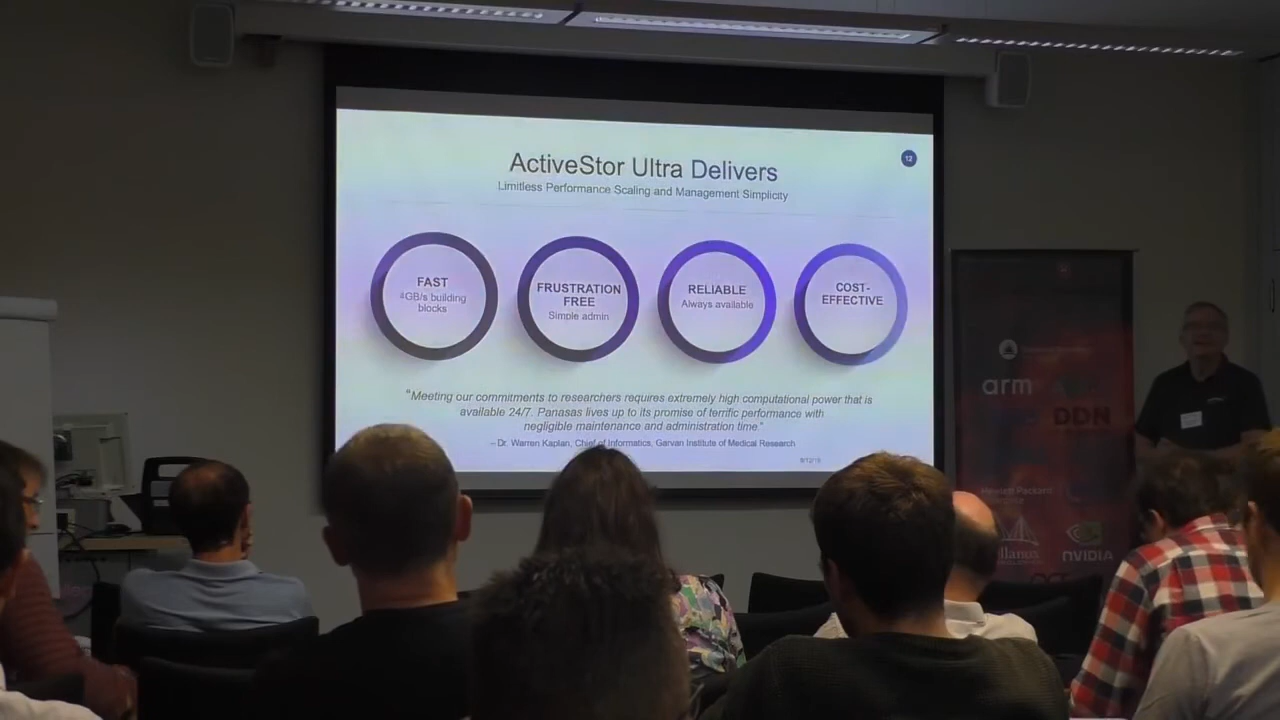 12
ActiveStor Ultra Delivers
Limitless Performance Scaling and Management Simplicity
FAST
4GB/s building
blocks
FRUSTRATION
FREE
Simple admin
RELIABLE
Always available
COST-
EFFECTIVE
"Meeting our commitments to researchers requires extremely high computational power that is
available 24/7. Panasas lives up to its promise of terrific performance with
negligible maintenance and administration time."
– Dr. Warren Kaplan, Chief of Informatics, Garvan Institute of Medical Research
arm
DDN
Hewlett Packard
NVIDIA